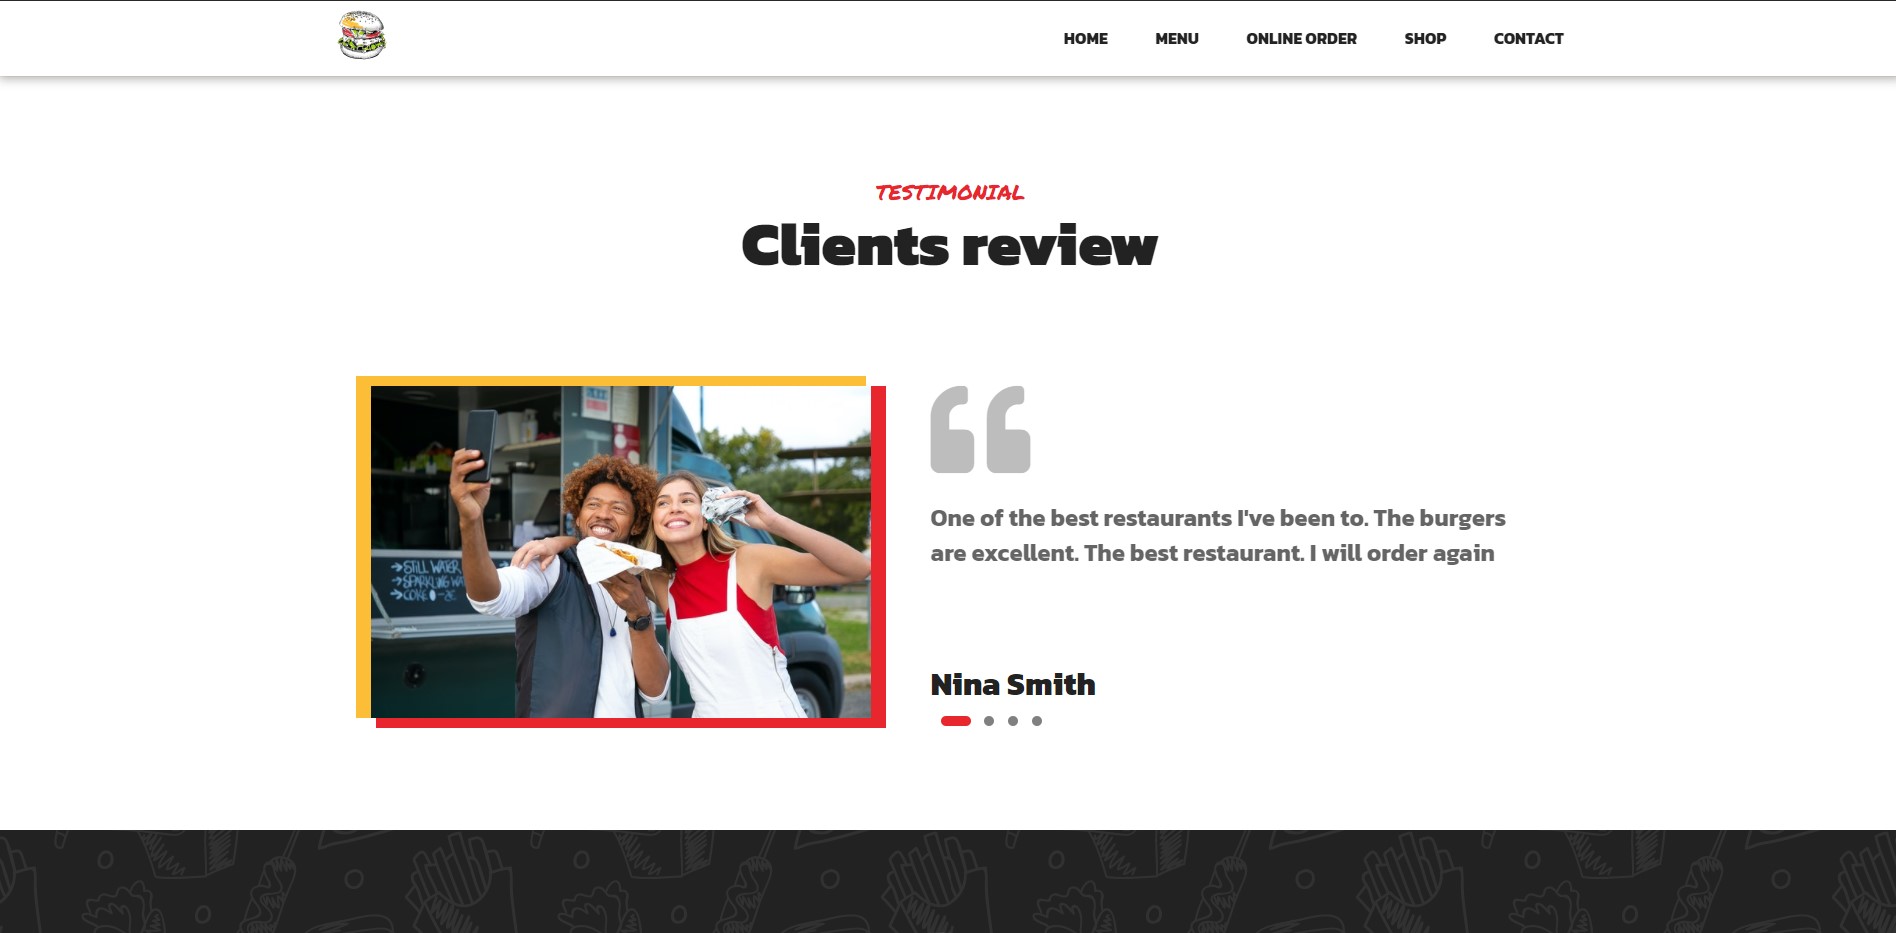 HOME MENU ONLINE ORDER SHOP CONTACT
TESTIMONIAL
Clients review
One of the best restaurants I've been to. The burgers
are excellent. The best restaurant. I will order again
STILL WATER
SPARKLING WA
COKE
Nina Smith